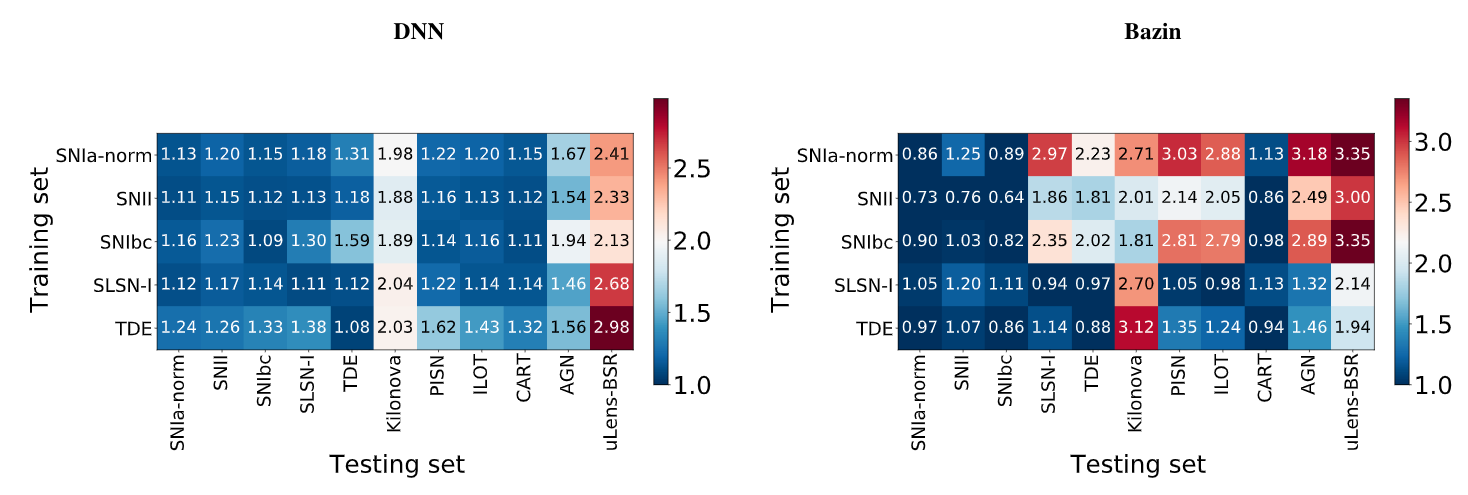 DNN
Training set
SNIa-norm 1.13 1.20 1.15 1.18 1.31 1.98 1.22 1.20 1.15 1.67 2.41
SNII 1.11 1.15 1.12 1.13 1.18 1.88 1.16 1.13 1.12 1.54 2.33
SNIbc 1.16 1.23 1.09 1.30 1.59 1.89 1.14 1.16 1.11 1.94 2.13
SLSN-I 1.12 1.17 1.14 1.11 1.12 2.04 1.22 1.14 1.14 1.46 2.68
TDE 1.24 1.26 1.33 1.38 1.08 2.03 1.62 1.43 1.32 1.56 2.98
SNIa-norm SNII SNIbc SLSN-I TDE Kilonova PISN ILOT CART AGN uLens-BSR
Testing set
2.5
2.0
1.5
1.0
Bazin
Training set
SNIa-norm 0.86 1.25 0.89 2.97 2.23 2.71 3.03 2.88 1.13 3.18 3.35
SNII 0.73 0.76 0.64 1.86 1.81 2.01 2.14 2.05 0.86 2.49 3.00
SNIbc 0.90 1.03 0.82 2.35 2.02 1.81 2.81 2.79 0.98 2.89 3.35
SLSN-I 1.05 1.20 1.11 0.94 0.97 2.70 1.05 0.98 1.13 1.32 2.14
TDE 0.97 1.07 0.86 1.14 0.88 3.12 1.35 1.24 0.94 1.46 1.94
SNIa-norm SNII SNIbc SLSN-I TDE Kilonova PISN ILOT CART AGN uLens-BSR
Testing set
3.0
2.5
2.0
1.5
1.0